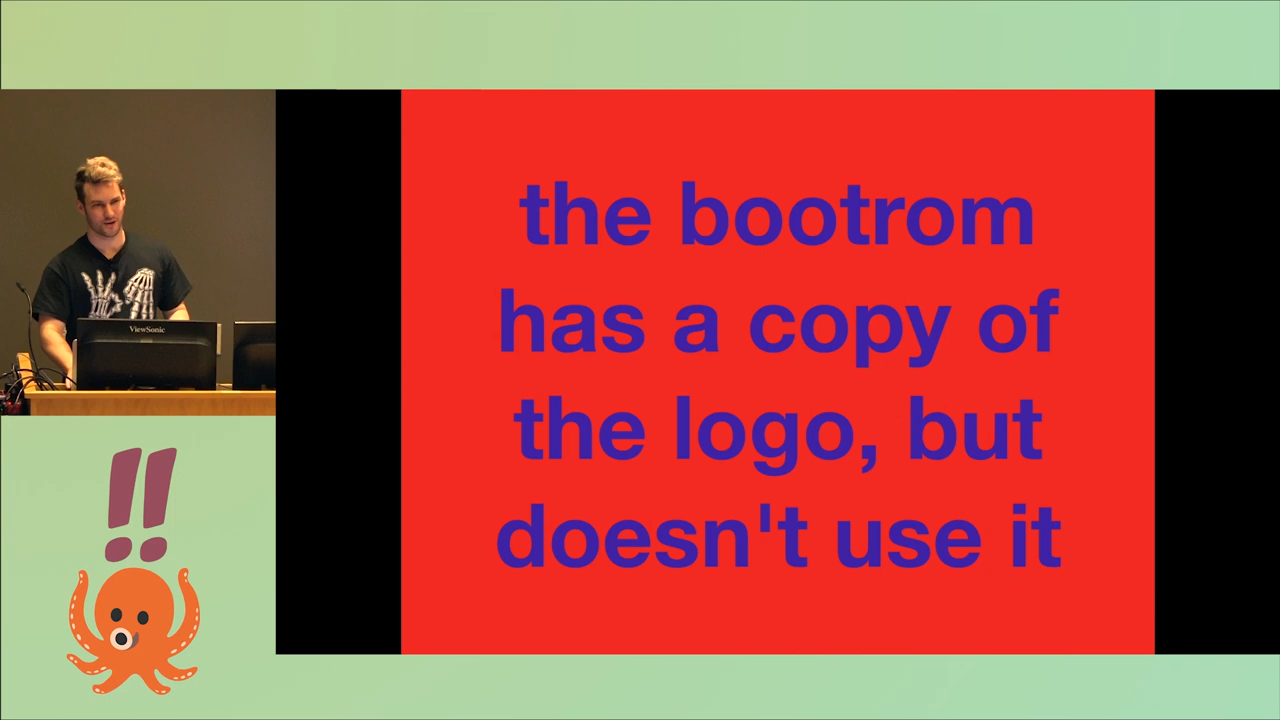 the bootrom
has a copy of
the logo, but
doesn't use it
ViewSonic
!!